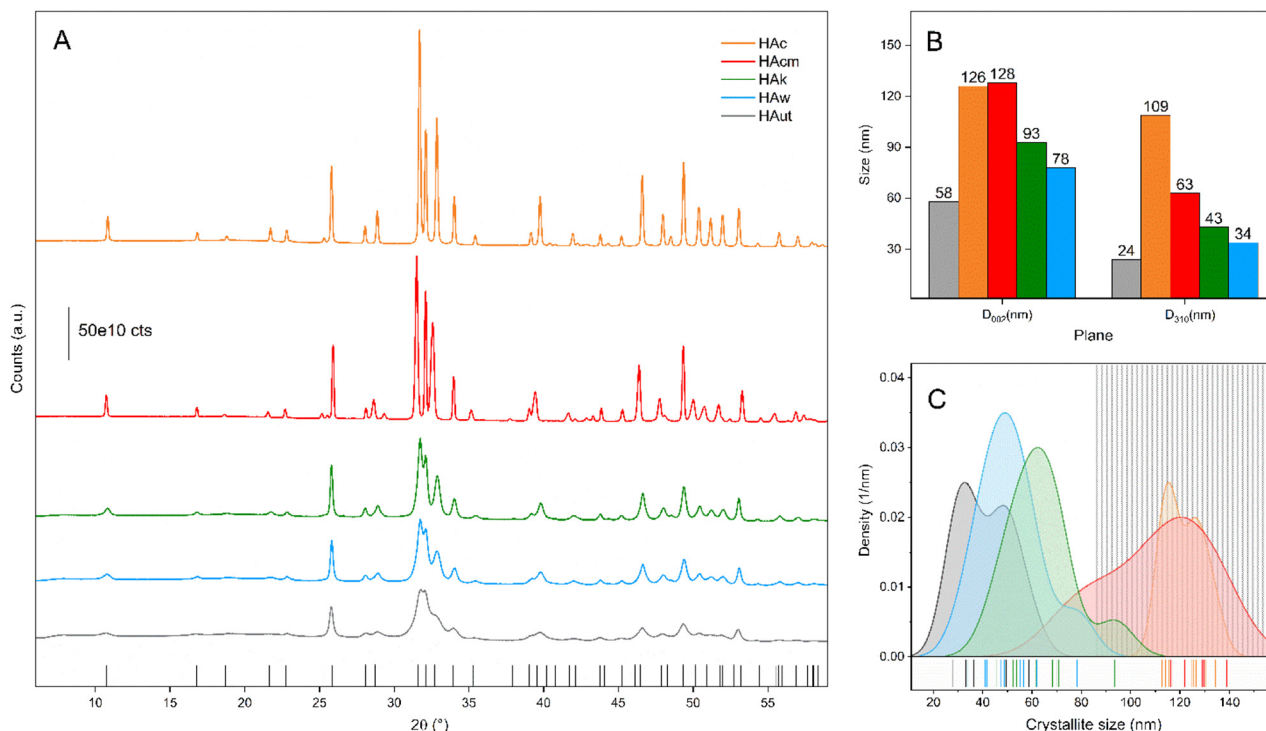 A
HAc
HAcm
HAk
HAw
HAut
Counts (a.u.)
50e10 cts
10 15 20 25 30 35 40 45 50 55
2θ (°)
B
Size (nm)
150
120
90
60
30
58 126 128 93 78
24 109 63 43 34
D002(nm) D310(nm)
Plane
C
Density (1/nm)
0.04
0.03
0.02
0.01
0.00
20 40 60 80 100 120 140
Crystallite size (nm)